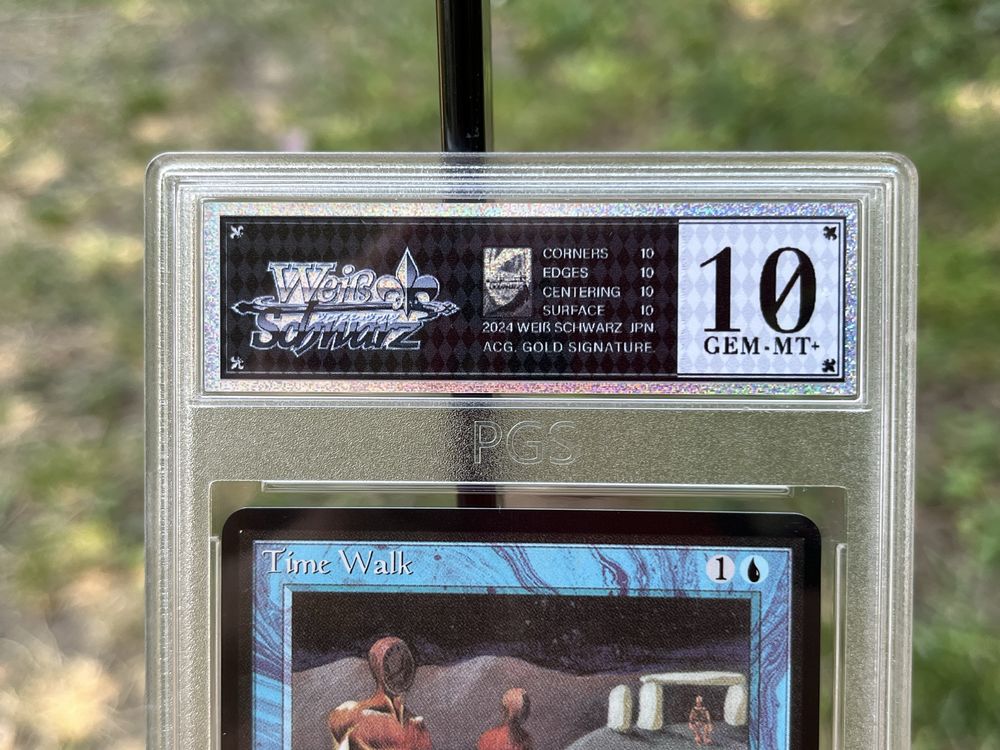 Weiß
Schwarz
CORNERS 10
EDGES 10
CENTERING 10
SURFACE 10
2024 WEIß SCHWARZ JPN.
ACG. GOLD SIGNATURE.
10
GEM-MT+
PGS
Time Walk 1